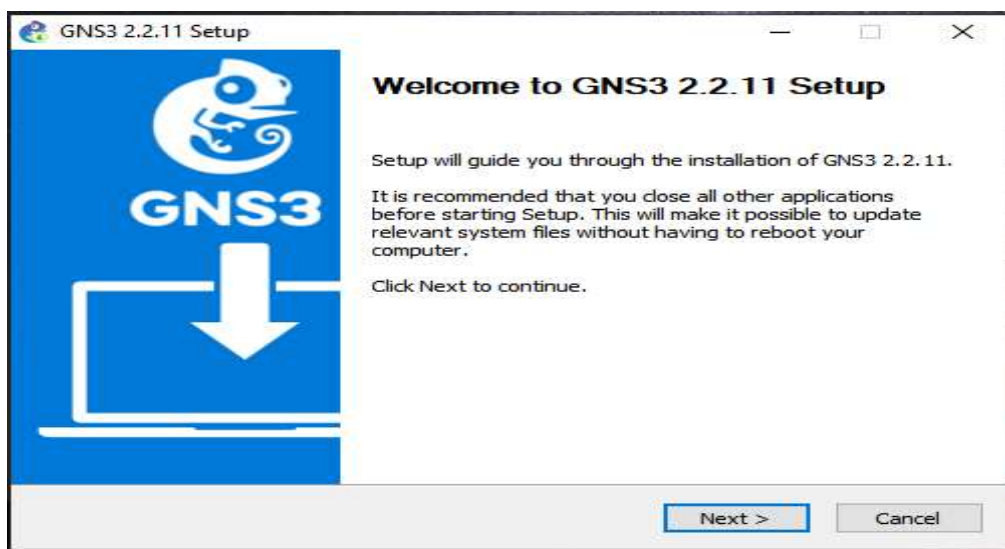 GNS3 2.2.11 Setup
Welcome to GNS3 2.2.11 Setup
GNS3
Setup will guide you through the installation of GNS3 2.2.11.
It is recommended that you close all other applications
before starting Setup. This will make it possible to update
relevant system files without having to reboot your
computer.
Click Next to continue.
Next >
Cancel